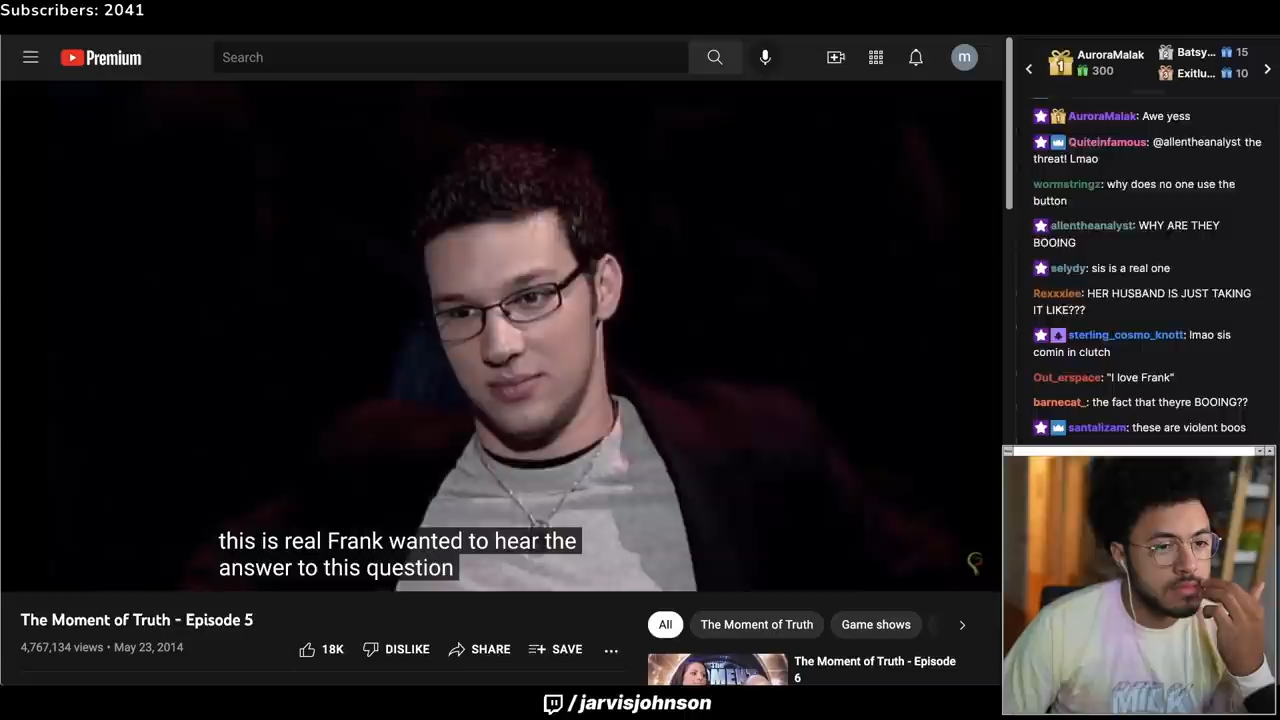 Subscribers: 2041
Premium
Search
m
AuroraMalak
300
Batsy... 15
Exitlu... 10
AuroraMalak: Awe yess
Quiteinfamous: @allentheanalyst the
threat! Lmao
wormstringz: why does no one use the
button
allentheanalyst: WHY ARE THEY
BOOING
selydy: sis is a real one
Rexxxiee: HER HUSBAND IS JUST TAKING
IT LIKE???
sterling_cosmo_knott: lmao sis
comin in clutch
Out_erspace: "I love Frank"
barnecat_: the fact that theyre BOOING??
santalizam: these are violent boos
this is real Frank wanted to hear the
answer to this question
The Moment of Truth - Episode 5
4,767,134 views • May 23, 2014
18K
DISLIKE
SHARE
SAVE
All
The Moment of Truth
Game shows
The Moment of Truth - Episode
6
MILK
/jarvisjohnson